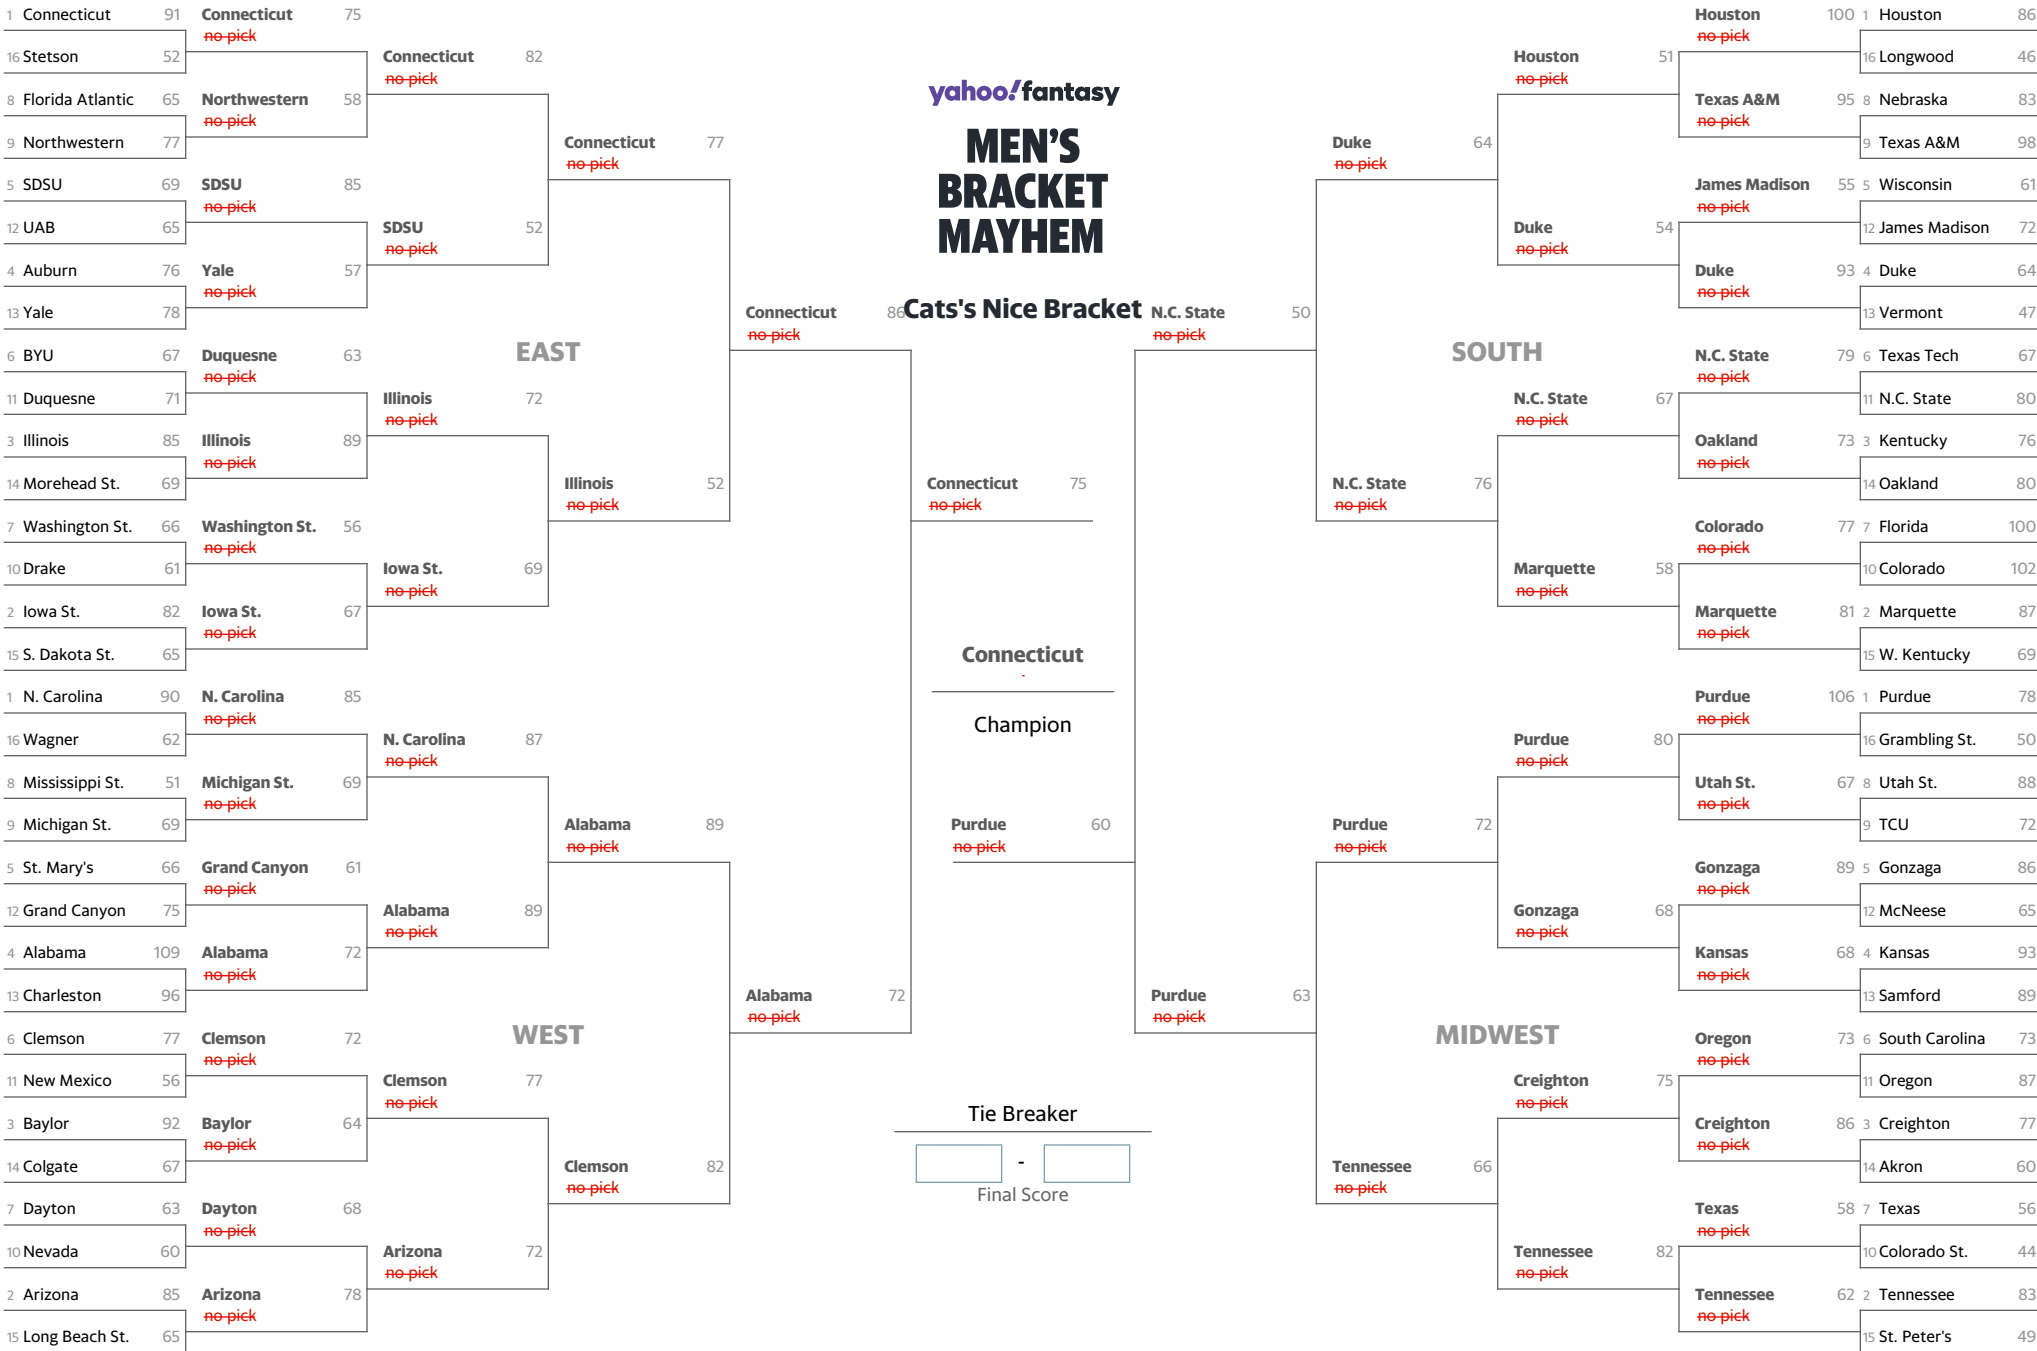 1 Connecticut 91
16 Stetson 52
8 Florida Atlantic 65
9 Northwestern 77
5 SDSU 69
12 UAB 65
4 Auburn 76
13 Yale 78
6 BYU 67
11 Duquesne 71
3 Illinois 85
14 Morehead St. 69
7 Washington St. 66
10 Drake 61
2 Iowa St. 82
15 S. Dakota St. 65
1 N. Carolina 90
16 Wagner 62
8 Mississippi St. 51
9 Michigan St. 69
5 St. Mary's 66
12 Grand Canyon 75
4 Alabama 109
13 Charleston 96
6 Clemson 77
11 New Mexico 56
3 Baylor 92
14 Colgate 67
7 Dayton 63
10 Nevada 60
2 Arizona 85
15 Long Beach St. 65
Connecticut 75
no pick
Northwestern 58
no pick
SDSU 85
no pick
Yale 57
no pick
Duquesne 63
no pick
Illinois 89
no pick
Washington St. 56
no pick
Iowa St. 67
no pick
N. Carolina 85
no pick
Michigan St. 69
no pick
Grand Canyon 61
no pick
Alabama 72
no pick
Clemson 72
no pick
Baylor 64
no pick
Dayton 68
no pick
Arizona 78
no pick
Connecticut 82
no pick
SDSU 52
no pick
Illinois 72
no pick
Iowa St. 69
no pick
N. Carolina 87
no pick
Alabama 89
no pick
Clemson 77
no pick
Arizona 72
no pick
EAST
WEST
Connecticut 77
no pick
Illinois 52
no pick
Alabama 89
no pick
Clemson 82
no pick
Connecticut 86
no pick
Alabama 72
no pick
yahoo!fantasy
MEN'S
BRACKET
MAYHEM
Cats's Nice Bracket
Connecticut 75
no pick
Connecticut
-
Champion
Purdue 60
no pick
Tie Breaker
-
Final Score
N.C. State 50
no pick
Purdue 63
no pick
Duke 64
no pick
N.C. State 76
no pick
Purdue 72
no pick
Tennessee 66
no pick
SOUTH
MIDWEST
Houston 51
no pick
Duke 54
no pick
N.C. State 67
no pick
Marquette 58
no pick
Purdue 80
no pick
Gonzaga 68
no pick
Creighton 75
no pick
Tennessee 82
no pick
Houston 100
no pick
Texas A&M 95
no pick
James Madison 55
no pick
Duke 93
no pick
N.C. State 79
no pick
Oakland 73
no pick
Colorado 77
no pick
Marquette 81
no pick
Purdue 106
no pick
Utah St. 67
no pick
Gonzaga 89
no pick
Kansas 68
no pick
Oregon 73
no pick
Creighton 86
no pick
Texas 58
no pick
Tennessee 62
no pick
1 Houston 86
16 Longwood 46
8 Nebraska 83
9 Texas A&M 98
5 Wisconsin 61
12 James Madison 72
4 Duke 64
13 Vermont 47
6 Texas Tech 67
11 N.C. State 80
3 Kentucky 76
14 Oakland 80
7 Florida 100
10 Colorado 102
2 Marquette 87
15 W. Kentucky 69
1 Purdue 78
16 Grambling St. 50
8 Utah St. 88
9 TCU 72
5 Gonzaga 86
12 McNeese 65
4 Kansas 93
13 Samford 89
6 South Carolina 73
11 Oregon 87
3 Creighton 77
14 Akron 60
7 Texas 56
10 Colorado St. 44
2 Tennessee 83
15 St. Peter's 49